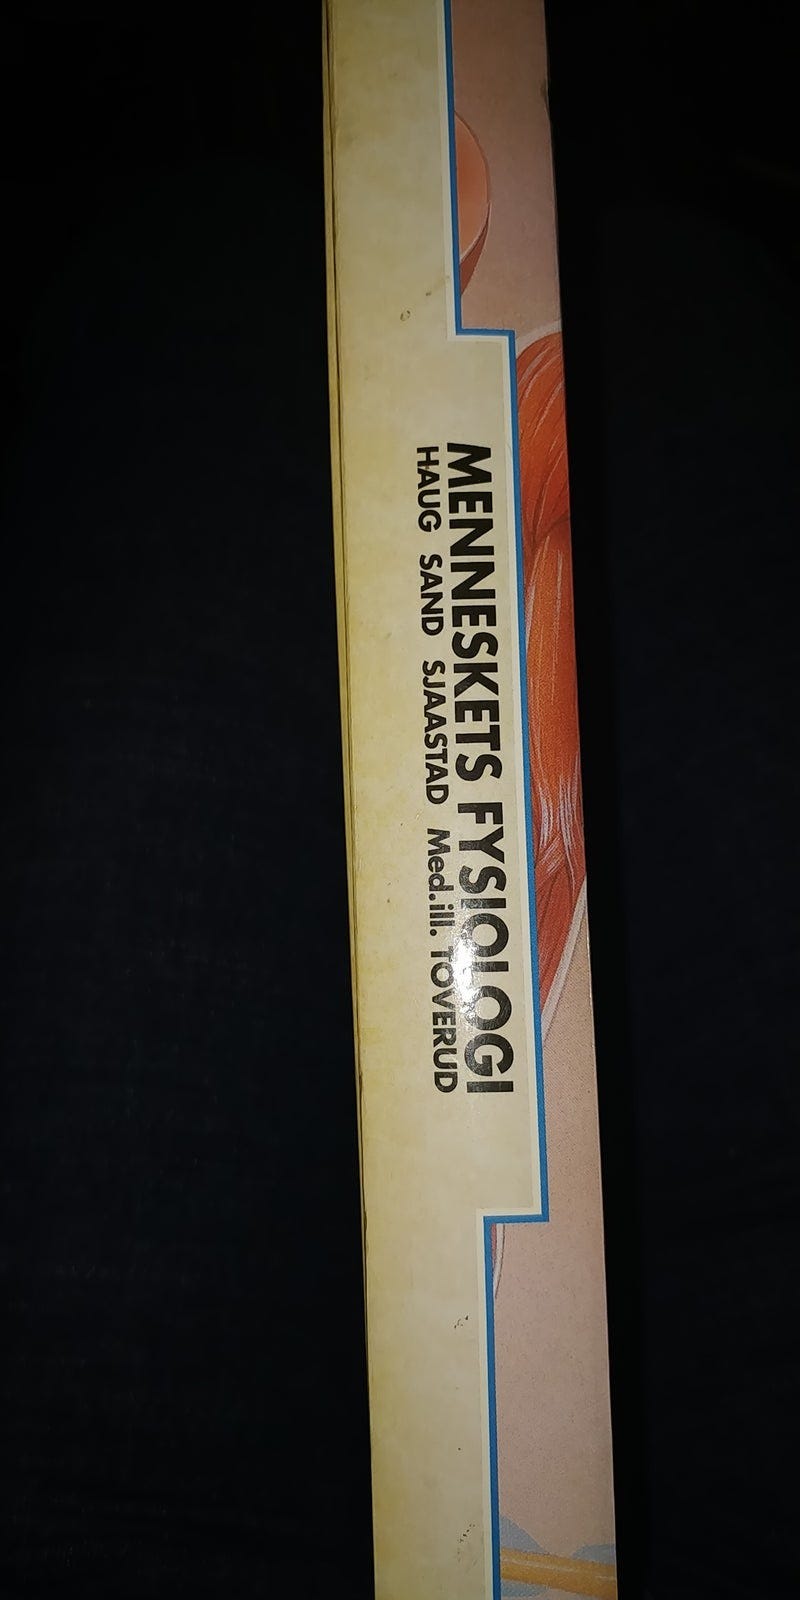 MENNESKETS FYSIOLOGI
HAUG SAND SJAASTAD Med.ill. TOVERUD